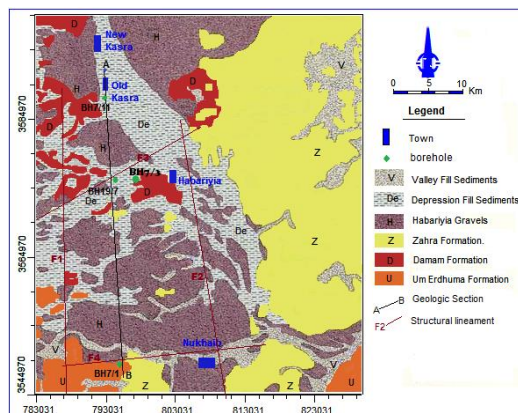 New
Kasra
D
H
A
Old
Kasra
H
D
BH7/11
V
3584970
De
D
H
F3
BH7/3
Habariyia
Z
BH19/7
De
D
De
3564970
F1
F2
Z
H
Nukhaib
V
F4
V
BH7/1
B
U
Z
Z
U
3544970
783031 793031 803031 813031 823031
0 5 10
Km
Legend
Town
borehole
V Valley Fill Sediments
De Depression Fill Sediments
H Habariyia Gravels
Z Zahra Formation.
D Damam Formation
U Um Erdhuma Formation
A B Geologic Section
F2 Structural lineament